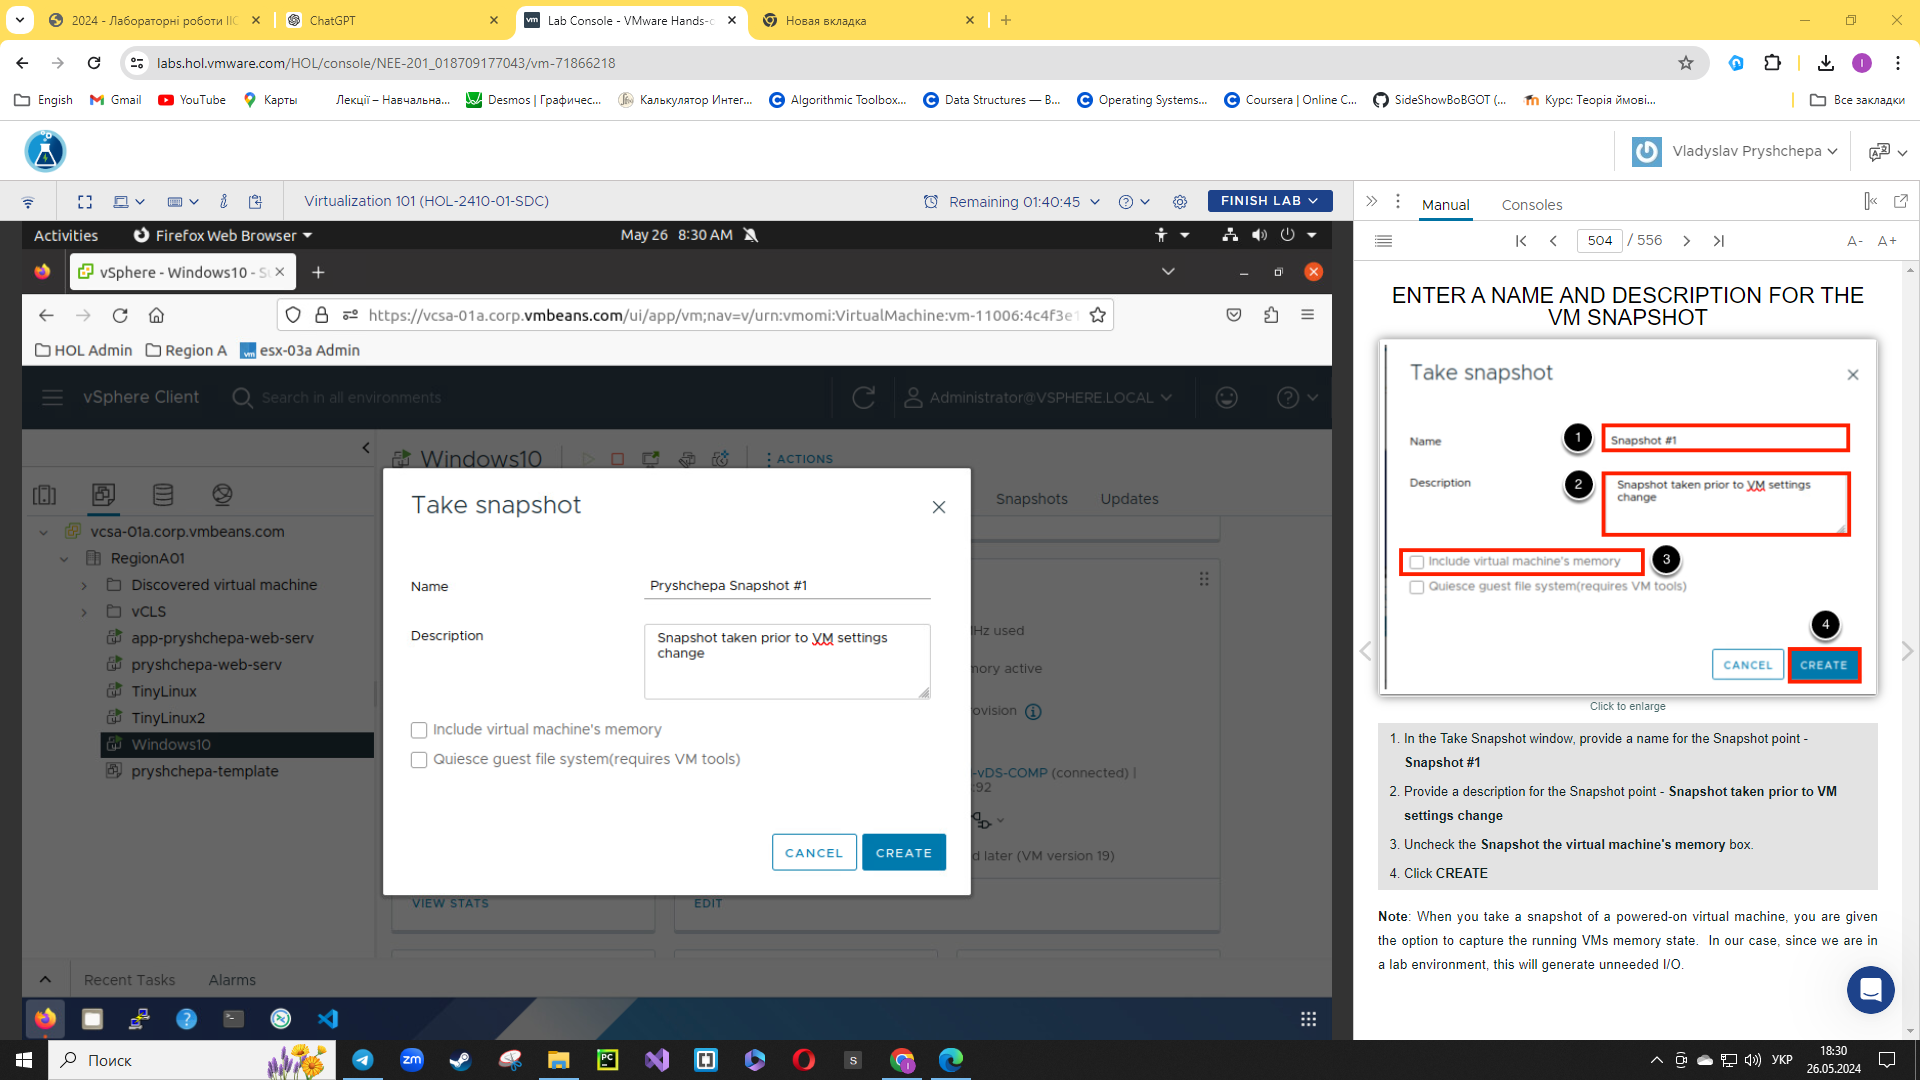 2024 - Лабораторні роботи ІІС
ChatGPT
Lab Console - VMware Hands-o
Новая вкладка
labs.hol.vmware.com/HOL/console/NEE-201_018709177043/vm-71866218
Engish
Gmail
YouTube
Карты
Лекції – Навчальна...
Desmos | Графичес...
Калькулятор Интег...
Algorithmic Toolbox...
Data Structures — В...
Operating Systems...
Coursera | Online C...
SideShowBoBGOT (...
Курс: Теорія ймові...
Все закладки
Vladyslav Pryshchepa
Virtualization 101 (HOL-2410-01-SDC)
Remaining 01:40:45
FINISH LAB
Manual
Consoles
504 / 556
A-
A+
Activities
Firefox Web Browser
May 26 8:30 AM
vSphere - Windows10 - S
https://vcsa-01a.corp.vmbeans.com/ui/app/vm;nav=v/urn:vmomi:VirtualMachine:vm-11006:4c4f3e1
HOL Admin
Region A
esx-03a Admin
vSphere Client
Search in all environments
Administrator@VSPHERE.LOCAL
Windows10
ACTIONS
Snapshots
Updates
vcsa-01a.corp.vmbeans.com
RegionA01
Discovered virtual machine
vCLS
app-pryshchepa-web-serv
pryshchepa-web-serv
TinyLinux
TinyLinux2
Windows10
pryshchepa-template
Take snapshot
Name
Pryshchepa Snapshot #1
Description
Snapshot taken prior to VM settings
change
Include virtual machine's memory
Quiesce guest file system(requires VM tools)
CANCEL
CREATE
Hz used
ory active
ovision
-vDS-COMP (connected) |
:92
d later (VM version 19)
VIEW STATS
EDIT
Recent Tasks
Alarms
ENTER A NAME AND DESCRIPTION FOR THE
VM SNAPSHOT
Take snapshot
Name
1
Snapshot #1
Description
2
Snapshot taken prior to VM settings
change
Include virtual machine's memory
3
Quiesce guest file system(requires VM tools)
4
CANCEL
CREATE
Click to enlarge
1. In the Take Snapshot window, provide a name for the Snapshot point -
Snapshot #1
2. Provide a description for the Snapshot point - Snapshot taken prior to VM
settings change
3. Uncheck the Snapshot the virtual machine's memory box.
4. Click CREATE
Note: When you take a snapshot of a powered-on virtual machine, you are given
the option to capture the running VMs memory state. In our case, since we are in
a lab environment, this will generate unneeded I/O.
Поиск
УКР
18:30
26.05.2024